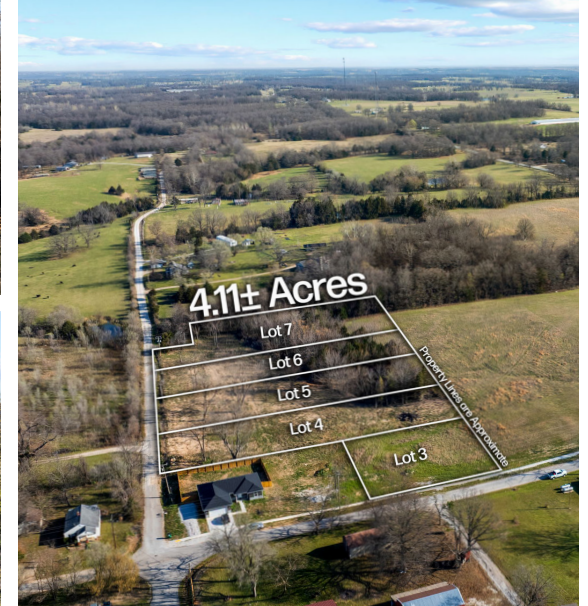 4.11± Acres
Lot 7
Lot 6
Lot 5
Lot 4
Lot 3
Property Lines are Approximate